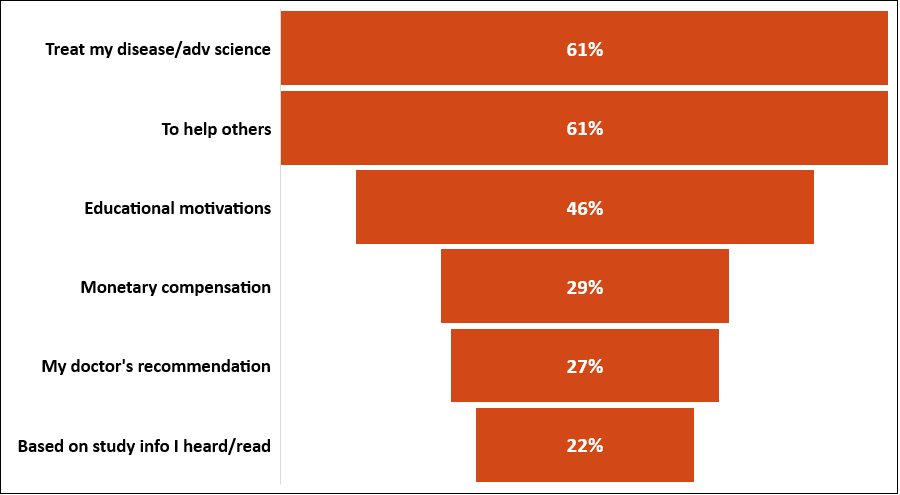 Treat my disease/adv science 61%
To help others 61%
Educational motivations 46%
Monetary compensation 29%
My doctor's recommendation 27%
Based on study info I heard/read 22%